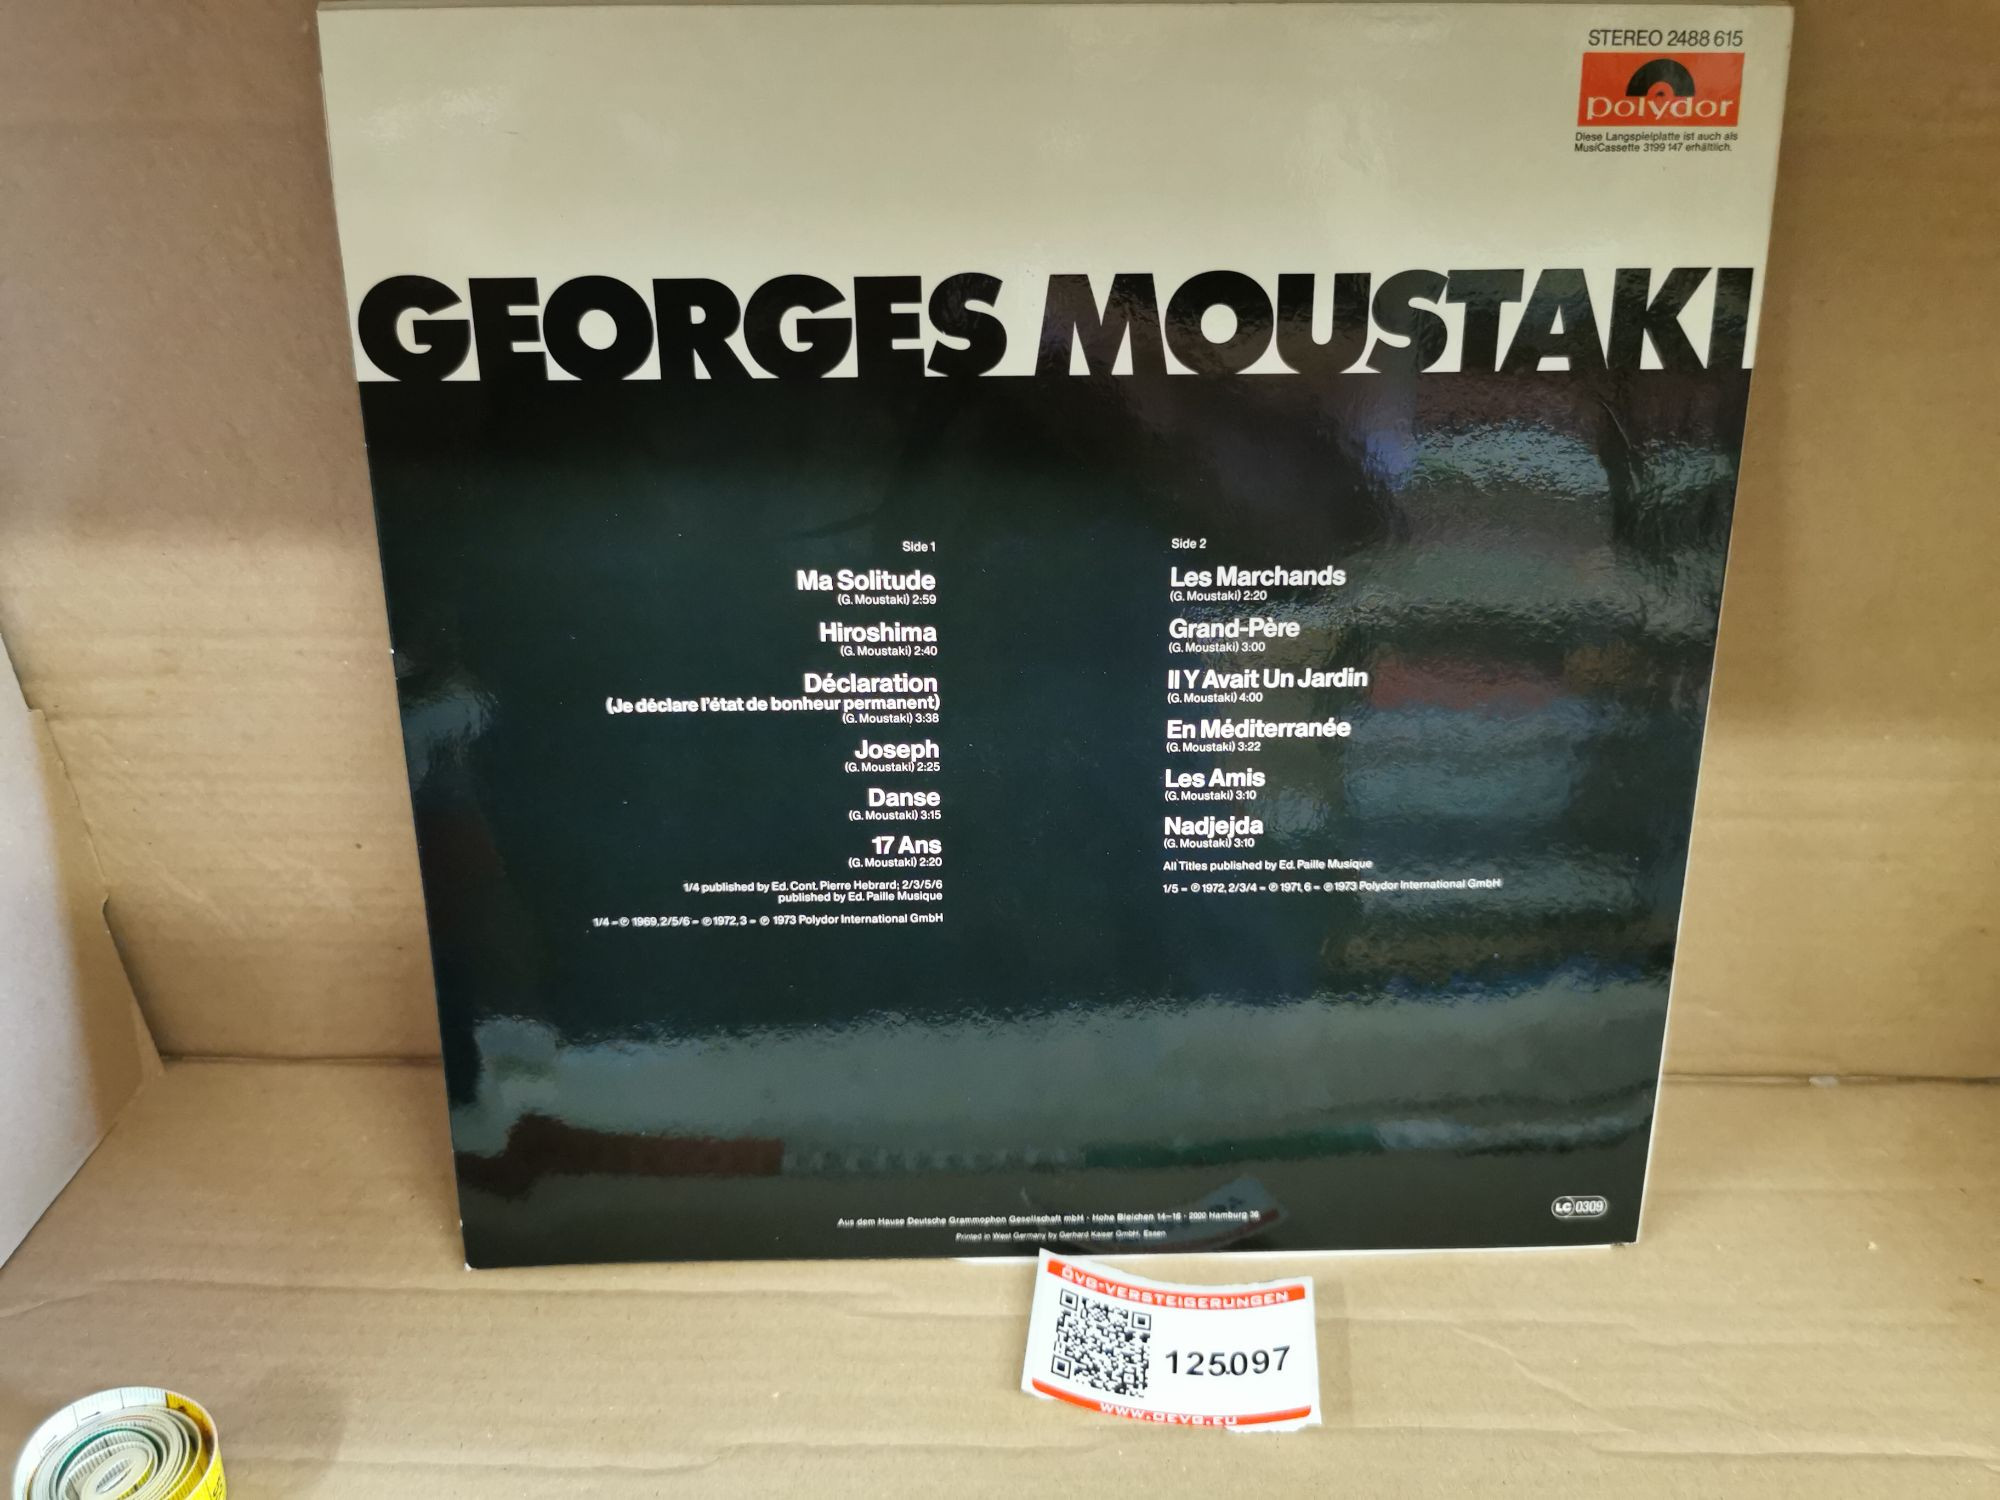 STEREO 2488 615
polydor
Diese Langspielplatte ist auch als
MusiCassette 3199 147 erhältlich.
GEORGES MOUSTAKI
Side 1
Ma Solitude
(G. Moustaki) 2:59
Hiroshima
(G. Moustaki) 2:40
Déclaration
(Je déclare l'état de bonheur permanent)
(G. Moustaki) 3:38
Joseph
(G. Moustaki) 2:25
Danse
(G. Moustaki) 3:15
17 Ans
(G. Moustaki) 2:20
1/4 published by Ed. Cont. Pierre Hebrard; 2/3/5/6
published by Ed. Paille Musique
1/4 – ℗ 1969, 2/5/6 – ℗ 1972, 3 – ℗ 1973 Polydor International GmbH
Side 2
Les Marchands
(G. Moustaki) 2:20
Grand-Père
(G. Moustaki) 3:00
Il Y Avait Un Jardin
(G. Moustaki) 4:00
En Méditerranée
(G. Moustaki) 3:22
Les Amis
(G. Moustaki) 3:10
Nadjejda
(G. Moustaki) 3:10
All Titles published by Ed. Paille Musique
1/5 – ℗ 1972, 2/3/4 – ℗ 1971, 6 – ℗ 1973 Polydor International GmbH
LC 0309
Aus dem Hause Deutsche Grammophon Gesellschaft mbH · Hohe Bleichen 14–16 · 2000 Hamburg 36
Printed in West Germany by Gerhard Kaiser GmbH, Essen
ÖVG-VERSTEIGERUNGEN
125.097
WWW.OEVG.EU